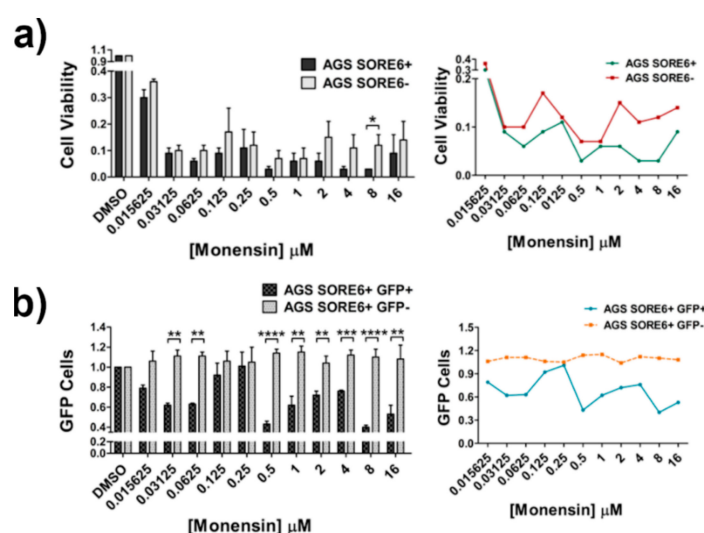 a)
Cell Viability
1.1
1.0
0.9
0.4
0.3
0.2
0.1
0.0
AGS SORE6+
AGS SORE6-
*
DMSO 0.015625 0.03125 0.0625 0.125 0.25 0.5 1 2 4 8 16
[Monensin] μM
Cell Viability
0.4
0.3
0.2
0.1
0.0
AGS SORE6+
AGS SORE6-
0.015625 0.03125 0.0625 0.125 025 0.5 1 2 4 8 16
[Monensin] μM
b)
GFP Cells
AGS SORE6+ GFP+
AGS SORE6+ GFP-
1.4
1.2
1.0
0.8
0.6
0.4
0.2
0.0
** ** **** ** ** *** **** **
DMSO 0.015625 0.03125 0.0625 0.125 0.25 0.5 1 2 4 8 16
[Monensin] μM
GFP Cells
AGS SORE6+ GFP+
AGS SORE6+ GFP-
1.5
1.2
0.9
0.6
0.3
0.0
0.015625 0.03125 0.0625 0.125 0.25 0.5 1 2 4 8 16
[Monensin] μM